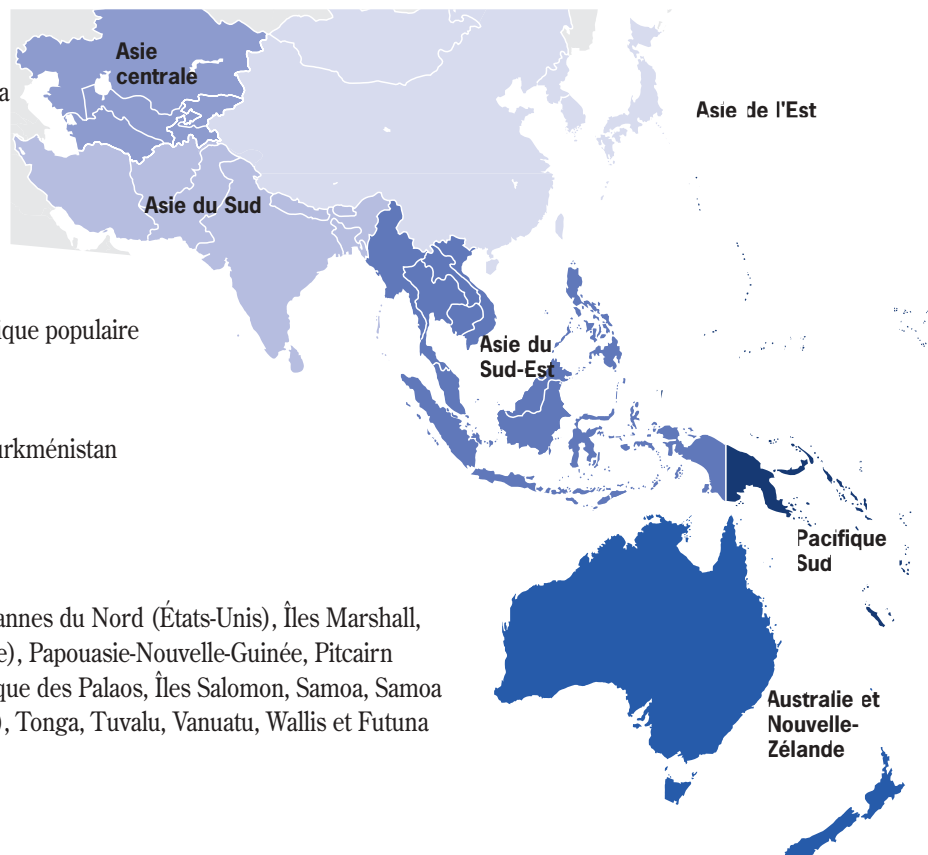 Asie
centrale
a
Asie de l'Est
Asie du Sud
ique populaire
Asie du
Sud-Est
urkménistan
Pacifique
Sud
annes du Nord (États-Unis), Îles Marshall,
e), Papouasie-Nouvelle-Guinée, Pitcairn
que des Palaos, Îles Salomon, Samoa, Samoa
), Tonga, Tuvalu, Vanuatu, Wallis et Futuna
Australie et
Nouvelle-
Zélande